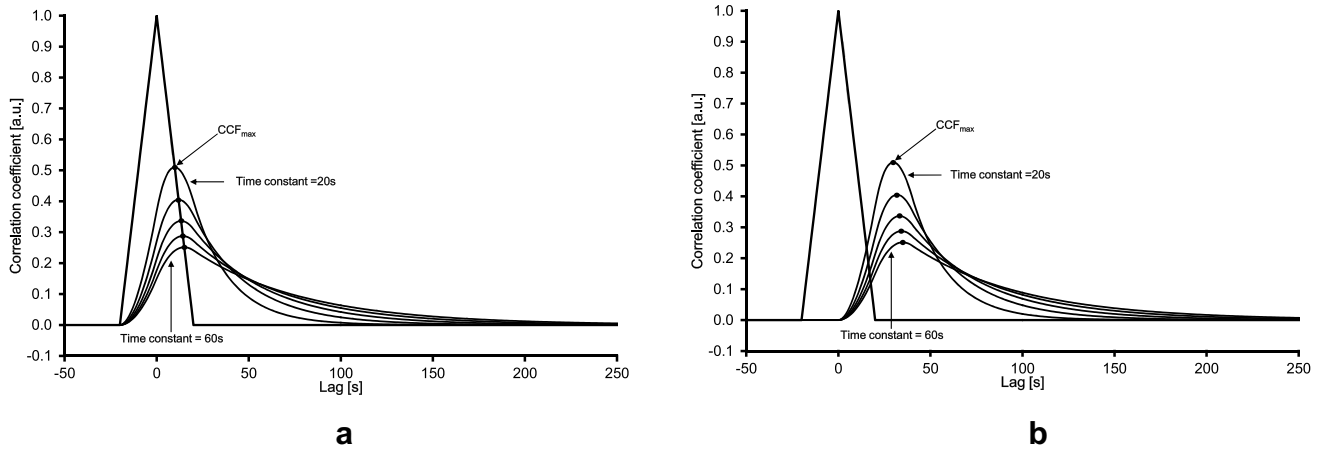 1.0
0.9
0.8
0.7
0.6
0.5
0.4
0.3
0.2
0.1
0.0
-0.1
Correlation coefficient [a.u.]
CCFmax
Time constant =20s
Time constant = 60s
-50 0 50 100 150 200 250
Lag [s]
a
1.0
0.9
0.8
0.7
0.6
0.5
0.4
0.3
0.2
0.1
0.0
-0.1
Correlation coefficient [a.u.]
CCFmax
Time constant =20s
Time constant = 60s
-50 0 50 100 150 200 250
Lag [s]
b